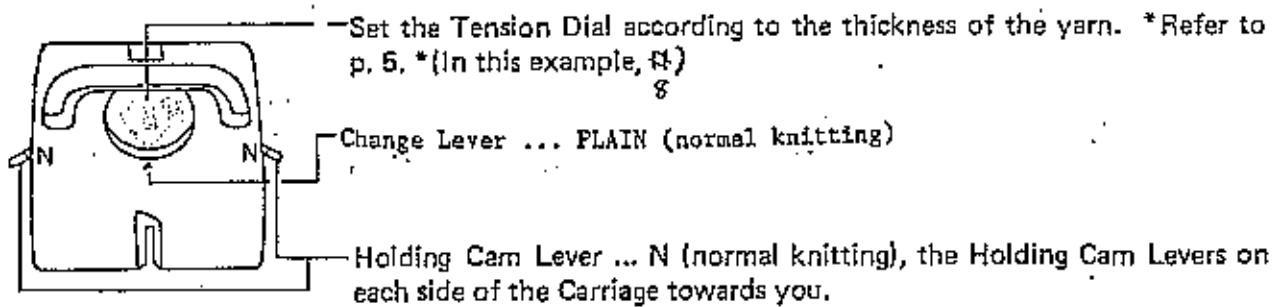 Set the Tension Dial according to the thickness of the yarn. *Refer to
p. 5. *(In this example, )
8
Change Lever ... PLAIN (normal knitting)
N
N
Holding Cam Lever ... N (normal knitting), the Holding Cam Levers on
each side of the Carriage towards you.